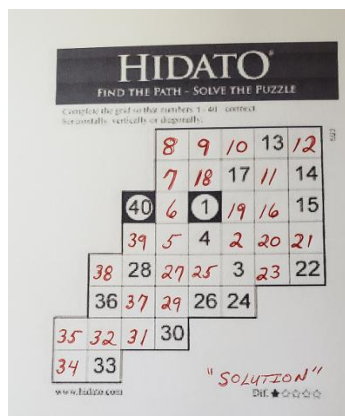 HIDATO®
FIND THE PATH - SOLVE THE PUZZLE
Complete the grid so that numbers 1 - 40 connect
horizontally, vertically or diagonally.
8 9 10 13 12
7 18 17 11 14
40 6 1 19 16 15
39 5 4 2 20 21
38 28 27 25 3 23 22
36 37 29 26 24
35 32 31 30
34 33
"SOLUTION"
www.hidato.com Dif. ★☆☆☆☆